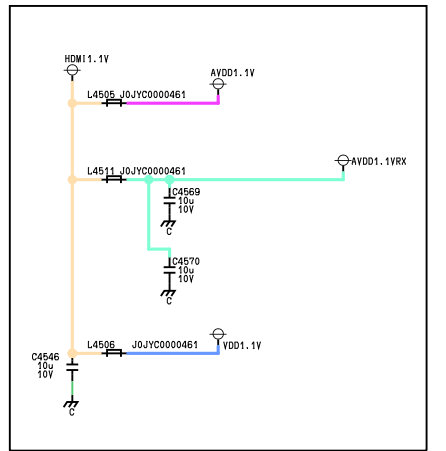 HDMI1.1V
AVDD1.1V
L4505 J0JYC0000461
AVDD1.1VRX
L4511 J0JYC0000461
C4569
10u
10V
C
C4570
10u
10V
C
L4506 J0JYC0000461
VDD1.1V
C4546
10u
10V
C